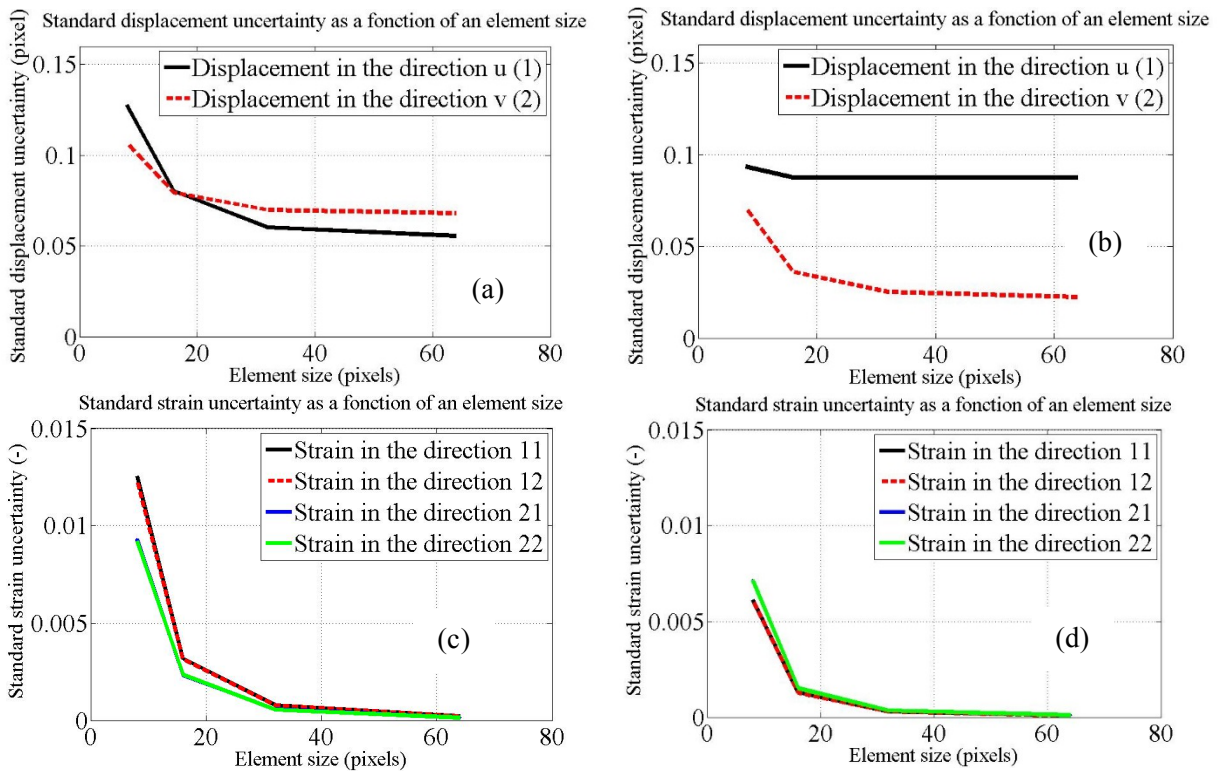 Standard displacement uncertainty as a function of an element size
Standard displacement uncertainty (pixel)
0.15
0.1
0.05
0
Displacement in the direction u (1)
Displacement in the direction v (2)
(a)
0 20 40 60 80
Element size (pixels)
Standard displacement uncertainty as a function of an element size
Standard displacement uncertainty (pixel)
0.15
0.1
0.05
0
Displacement in the direction u (1)
Displacement in the direction v (2)
(b)
0 20 40 60 80
Element size (pixels)
Standard strain uncertainty as a fonction of an element size
Standard strain uncertainty (-)
0.015
0.01
0.005
0
Strain in the direction 11
Strain in the direction 12
Strain in the direction 21
Strain in the direction 22
(c)
0 20 40 60 80
Element size (pixels)
Standard strain uncertainty as a fonction of an element size
Standard strain uncertainty (-)
0.015
0.01
0.005
0
Strain in the direction 11
Strain in the direction 12
Strain in the direction 21
Strain in the direction 22
(d)
0 20 40 60 80
Element size (pixels)